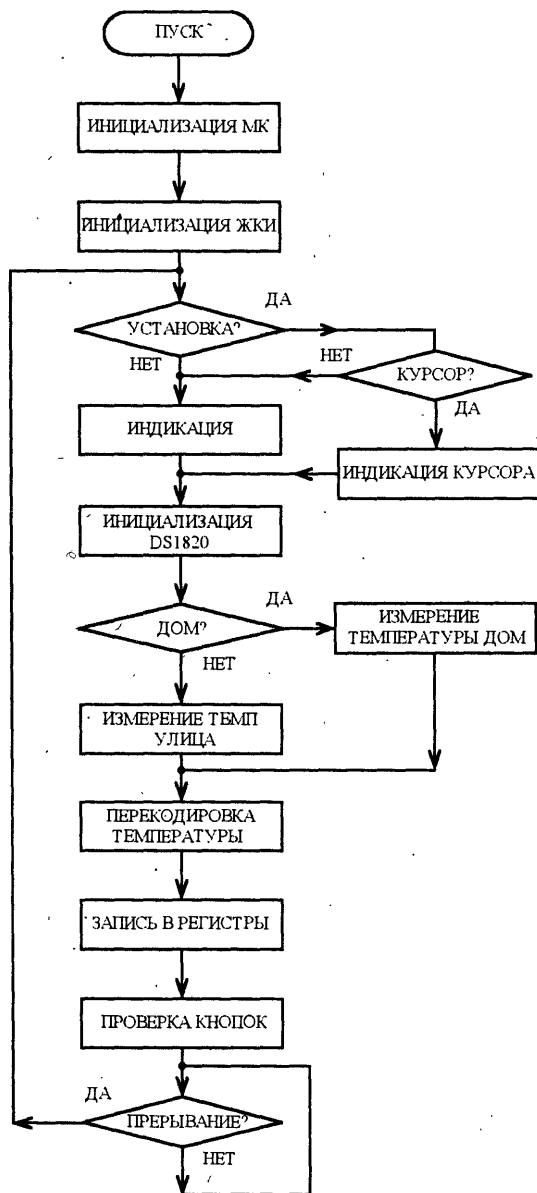 ПУСК
ИНИЦИАЛИЗАЦИЯ МК
ИНИЦИАЛИЗАЦИЯ ЖКИ
ДА
УСТАНОВКА?
НЕТ
НЕТ
КУРСОР?
ДА
ИНДИКАЦИЯ
ИНДИКАЦИЯ КУРСОРА
ИНИЦИАЛИЗАЦИЯ
DS1820
ДА
ДОМ?
ИЗМЕРЕНИЕ
ТЕМПЕРАТУРЫ ДОМ
НЕТ
ИЗМЕРЕНИЕ ТЕМП
УЛИЦА
ПЕРЕКОДИРОВКА
ТЕМПЕРАТУРЫ
ЗАПИСЬ В РЕГИСТРЫ
ПРОВЕРКА КНОПОК
ДА
ПРЕРЫВАНИЕ?
НЕТ